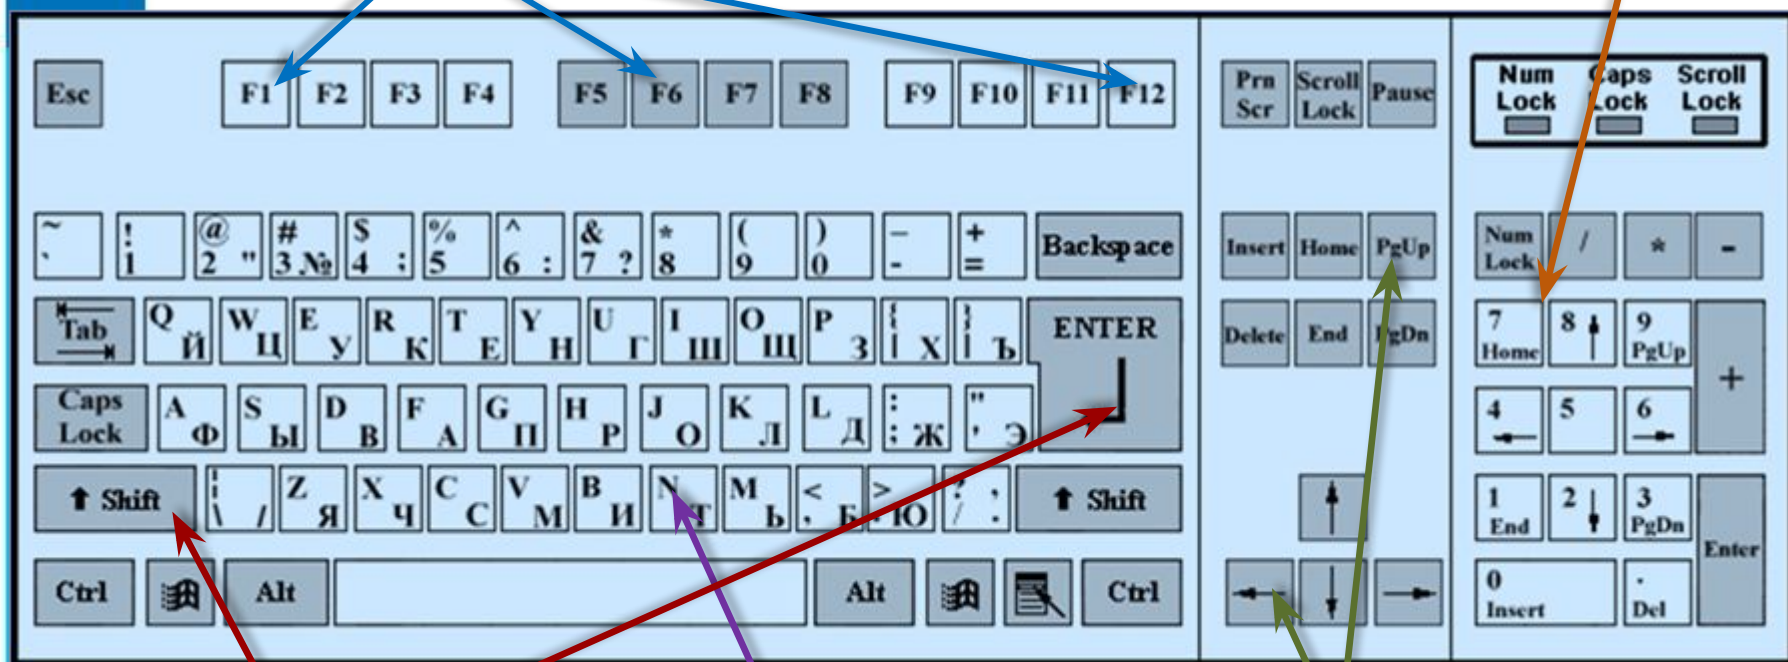 Esc F1 F2 F3 F4 F5 F6 F7 F8 F9 F10 F11 F12 Prn Scr Scroll Lock Pause Num Lock Caps Lock Scroll Lock
~ ` ! 1 @ 2 " # 3 № $ 4 ; % 5 ^ 6 : & 7 ? * 8 ( 9 ) 0 – - + = Backspace Insert Home PgUp Num Lock / * -
Tab Q Й W Ц E У R К T Е Y Н U Г I Ш O Щ P З { | Х } | Ъ ENTER Delete End PgDn 7 Home 8 9 PgUp +
Caps Lock A Ф S Ы D В F А G П H Р J О K Л L Д : ; Ж " ' Э 4 5 6
Shift ¦ \ / Z Я X Ч C С V М B И N Т M Ь < , Б > . Ю ? / , . Shift 1 End 2 3 PgDn Enter
Ctrl Alt Alt Ctrl 0 Insert . Del